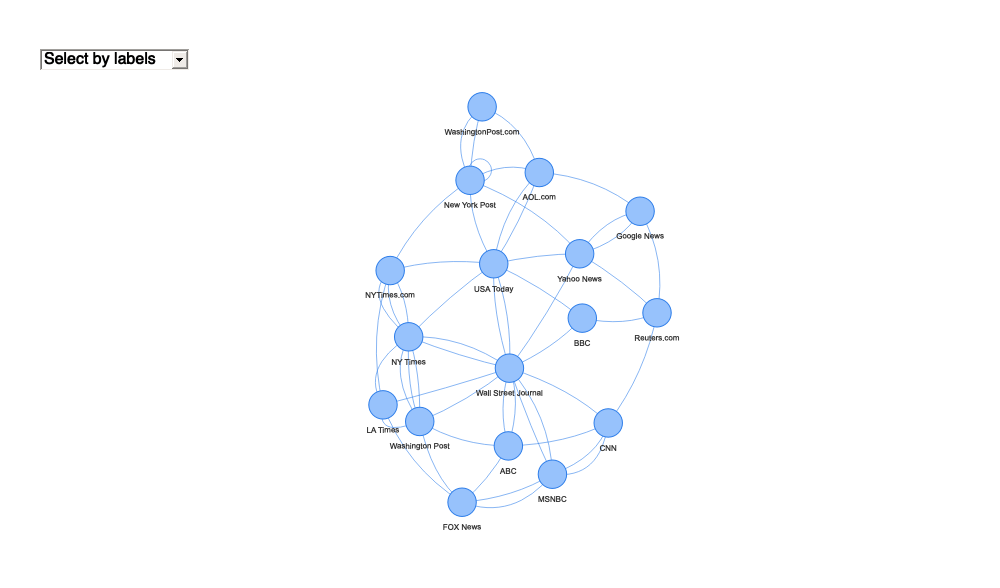 Select by labels
WashingtonPost.com
New York Post
AOL.com
Google News
NYTimes.com
USA Today
Yahoo News
BBC
Reuters.com
NY Times
Wall Street Journal
LA Times
Washington Post
ABC
CNN
MSNBC
FOX News